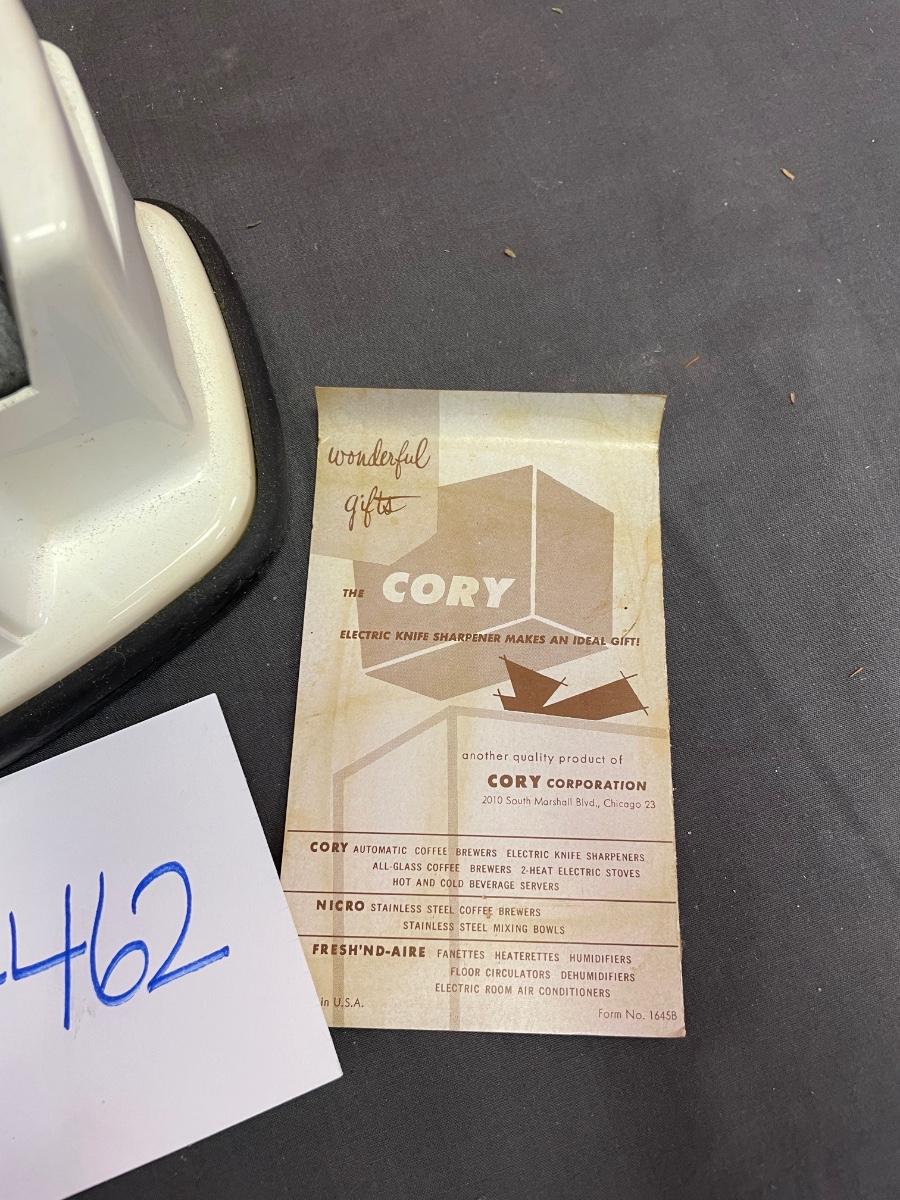 wonderful
gifts
THE CORY
ELECTRIC KNIFE SHARPENER MAKES AN IDEAL GIFT!
another quality product of
CORY CORPORATION
2010 South Marshall Blvd., Chicago 23
CORY AUTOMATIC COFFEE BREWERS ELECTRIC KNIFE SHARPENERS
ALL-GLASS COFFEE BREWERS 2-HEAT ELECTRIC STOVES
HOT AND COLD BEVERAGE SERVERS
NICRO STAINLESS STEEL COFFEE BREWERS
STAINLESS STEEL MIXING BOWLS
FRESH'ND-AIRE FANETTES HEATERETTES HUMIDIFIERS
FLOOR CIRCULATORS DEHUMIDIFIERS
ELECTRIC ROOM AIR CONDITIONERS
in U.S.A.
Form No. 1645B
462